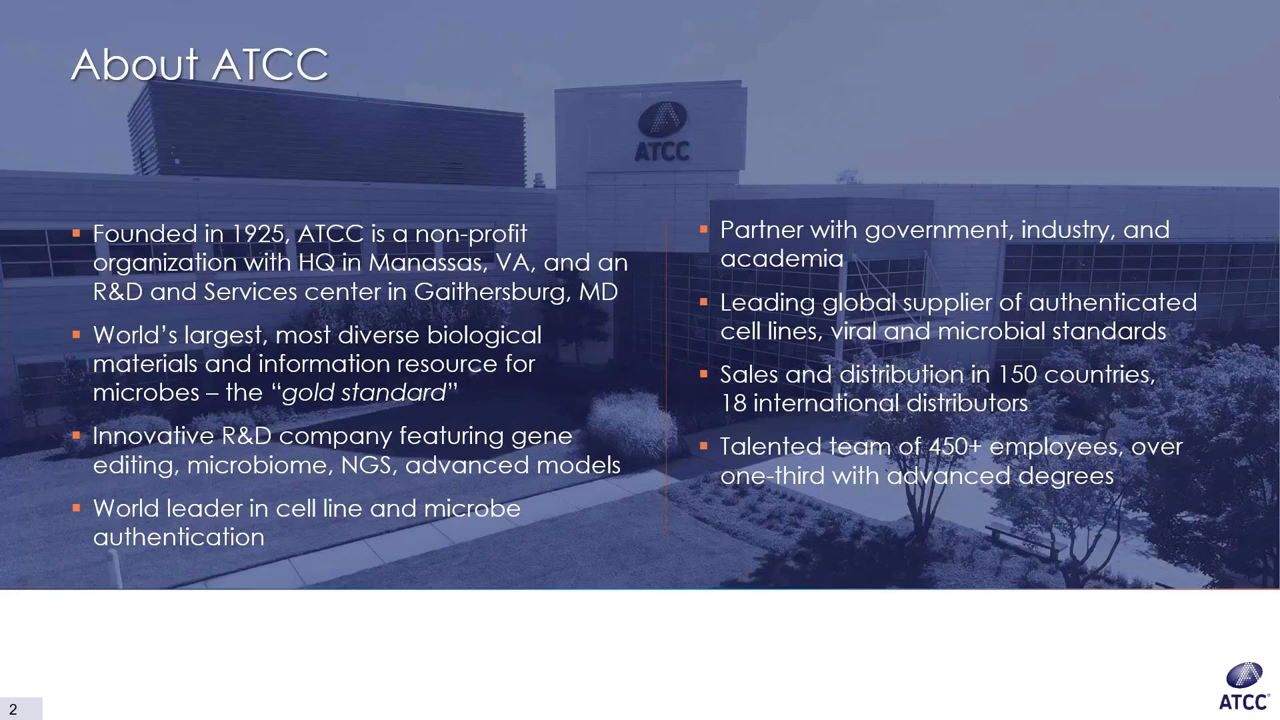 About ATCC
ATCC
▪ Founded in 1925, ATCC is a non-profit
organization with HQ in Manassas, VA, and an
R&D and Services center in Gaithersburg, MD
▪ World’s largest, most diverse biological
materials and information resource for
microbes – the “gold standard”
▪ Innovative R&D company featuring gene
editing, microbiome, NGS, advanced models
▪ World leader in cell line and microbe
authentication
▪ Partner with government, industry, and
academia
▪ Leading global supplier of authenticated
cell lines, viral and microbial standards
▪ Sales and distribution in 150 countries,
18 international distributors
▪ Talented team of 450+ employees, over
one-third with advanced degrees
2
ATCC®